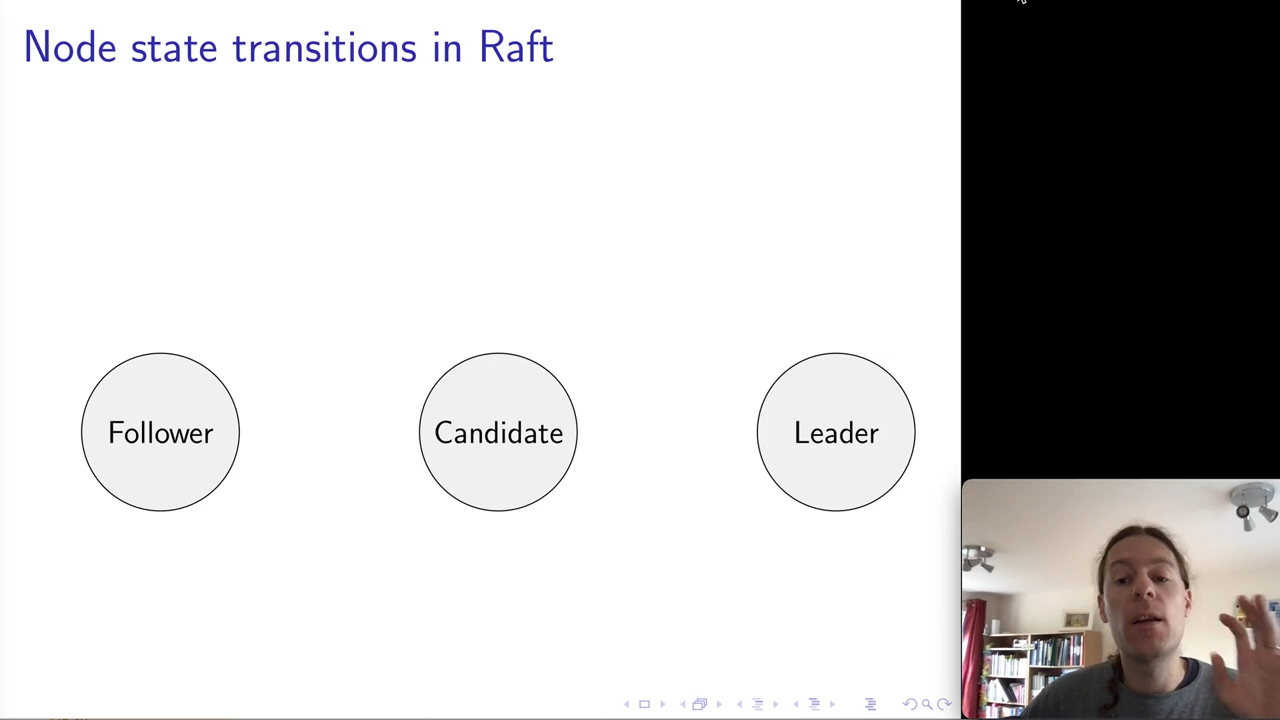 Node state transitions in Raft
Follower
Candidate
Leader